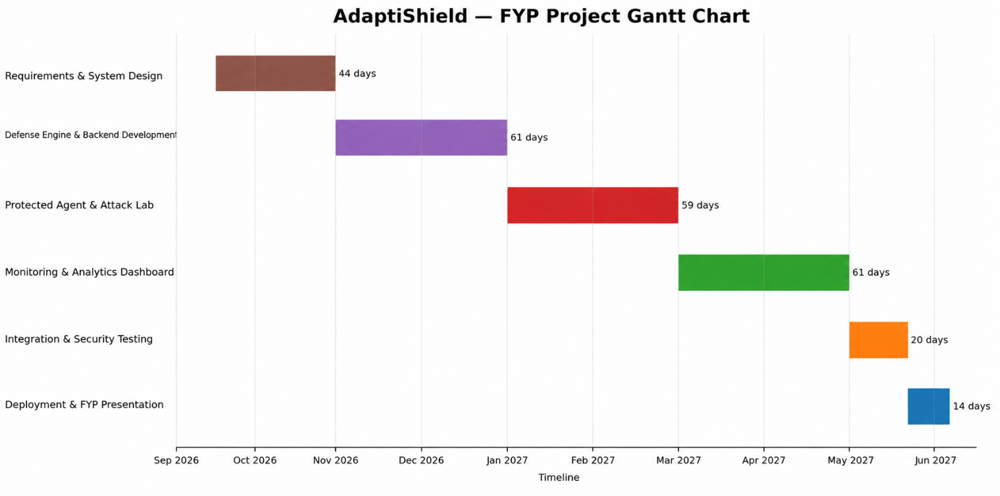 AdaptiShield — FYP Project Gantt Chart
Requirements & System Design
44 days
Defense Engine & Backend Development
61 days
Protected Agent & Attack Lab
59 days
Monitoring & Analytics Dashboard
61 days
Integration & Security Testing
20 days
Deployment & FYP Presentation
14 days
Sep 2026
Oct 2026
Nov 2026
Dec 2026
Jan 2027
Feb 2027
Mar 2027
Apr 2027
May 2027
Jun 2027
Timeline